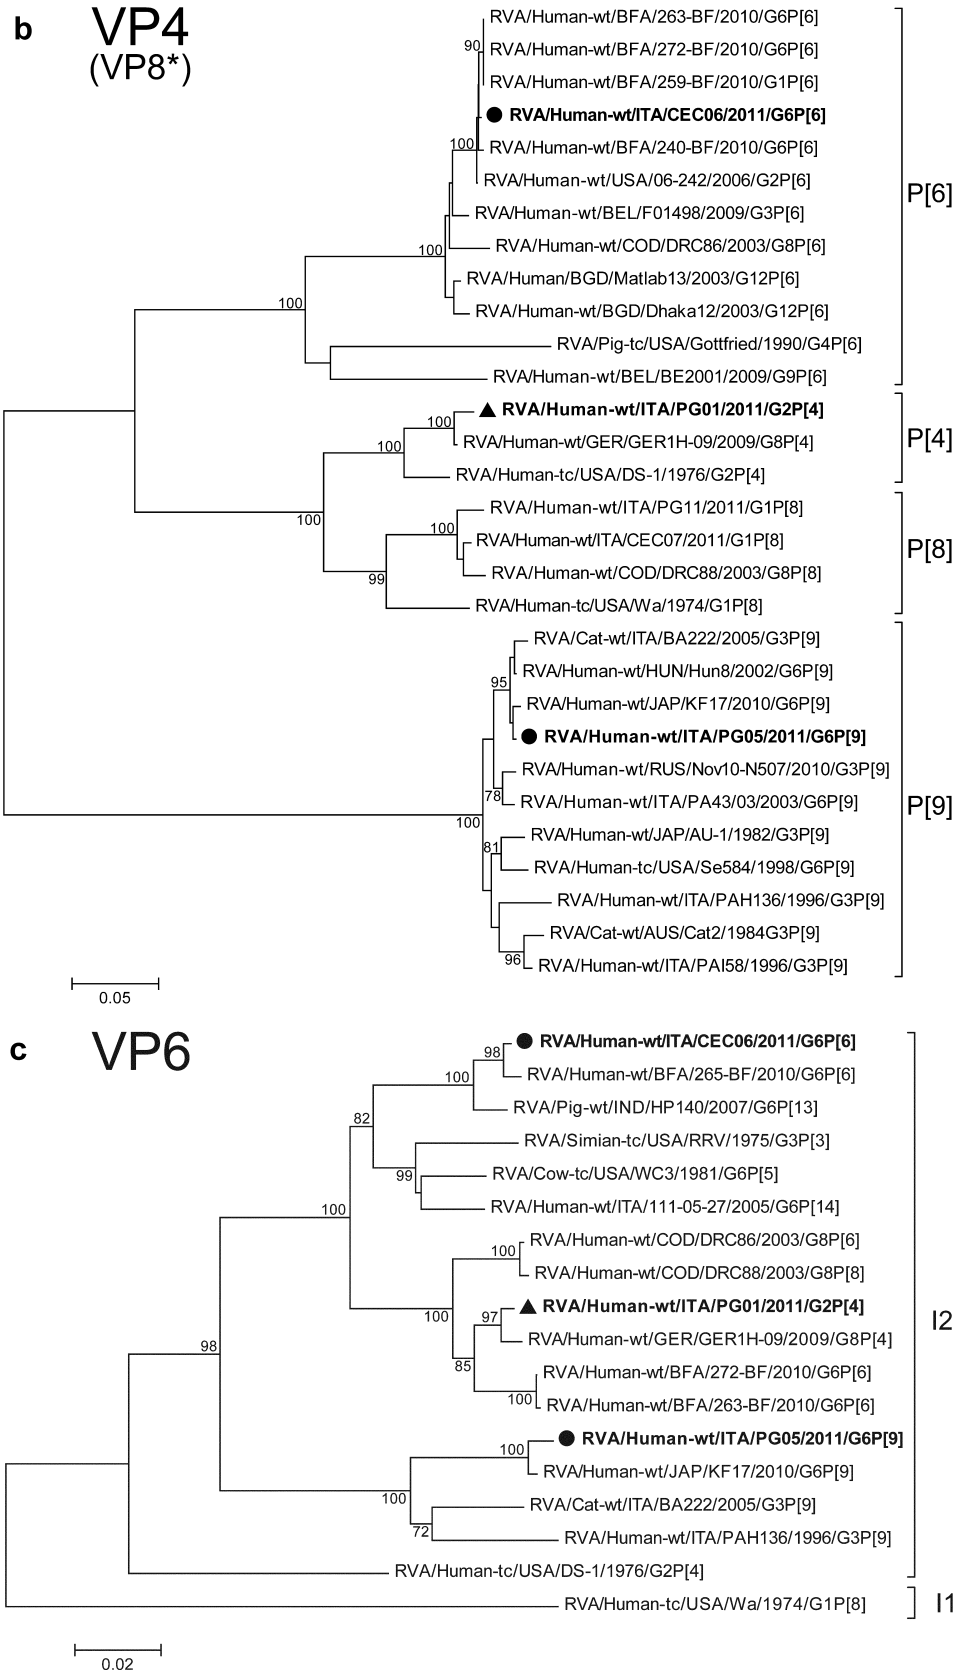 b VP4
(VP8*)
RVA/Human-wt/BFA/263-BF/2010/G6P[6]
90
RVA/Human-wt/BFA/272-BF/2010/G6P[6]
RVA/Human-wt/BFA/259-BF/2010/G1P[6]
RVA/Human-wt/ITA/CEC06/2011/G6P[6]
100
RVA/Human-wt/BFA/240-BF/2010/G6P[6]
RVA/Human-wt/USA/06-242/2006/G2P[6]
P[6]
RVA/Human-wt/BEL/F01498/2009/G3P[6]
100
RVA/Human-wt/COD/DRC86/2003/G8P[6]
RVA/Human/BGD/Matlab13/2003/G12P[6]
100
RVA/Human-wt/BGD/Dhaka12/2003/G12P[6]
RVA/Pig-tc/USA/Gottfried/1990/G4P[6]
RVA/Human-wt/BEL/BE2001/2009/G9P[6]
RVA/Human-wt/ITA/PG01/2011/G2P[4]
100
RVA/Human-wt/GER/GER1H-09/2009/G8P[4]
P[4]
100
RVA/Human-tc/USA/DS-1/1976/G2P[4]
RVA/Human-wt/ITA/PG11/2011/G1P[8]
100
100
RVA/Human-wt/ITA/CEC07/2011/G1P[8]
P[8]
RVA/Human-wt/COD/DRC88/2003/G8P[8]
99
RVA/Human-tc/USA/Wa/1974/G1P[8]
RVA/Cat-wt/ITA/BA222/2005/G3P[9]
RVA/Human-wt/HUN/Hun8/2002/G6P[9]
95
RVA/Human-wt/JAP/KF17/2010/G6P[9]
RVA/Human-wt/ITA/PG05/2011/G6P[9]
RVA/Human-wt/RUS/Nov10-N507/2010/G3P[9]
78
RVA/Human-wt/ITA/PA43/03/2003/G6P[9]
P[9]
100
RVA/Human-wt/JAP/AU-1/1982/G3P[9]
81
RVA/Human-tc/USA/Se584/1998/G6P[9]
RVA/Human-wt/ITA/PAH136/1996/G3P[9]
RVA/Cat-wt/AUS/Cat2/1984G3P[9]
96
RVA/Human-wt/ITA/PAI58/1996/G3P[9]
0.05
c VP6
RVA/Human-wt/ITA/CEC06/2011/G6P[6]
98
RVA/Human-wt/BFA/265-BF/2010/G6P[6]
100
RVA/Pig-wt/IND/HP140/2007/G6P[13]
82
RVA/Simian-tc/USA/RRV/1975/G3P[3]
99
RVA/Cow-tc/USA/WC3/1981/G6P[5]
RVA/Human-wt/ITA/111-05-27/2005/G6P[14]
100
RVA/Human-wt/COD/DRC86/2003/G8P[6]
100
RVA/Human-wt/COD/DRC88/2003/G8P[8]
RVA/Human-wt/ITA/PG01/2011/G2P[4]
97
100
I2
RVA/Human-wt/GER/GER1H-09/2009/G8P[4]
98
85
RVA/Human-wt/BFA/272-BF/2010/G6P[6]
100
RVA/Human-wt/BFA/263-BF/2010/G6P[6]
RVA/Human-wt/ITA/PG05/2011/G6P[9]
100
RVA/Human-wt/JAP/KF17/2010/G6P[9]
100
RVA/Cat-wt/ITA/BA222/2005/G3P[9]
72
RVA/Human-wt/ITA/PAH136/1996/G3P[9]
RVA/Human-tc/USA/DS-1/1976/G2P[4]
RVA/Human-tc/USA/Wa/1974/G1P[8]
I1
0.02